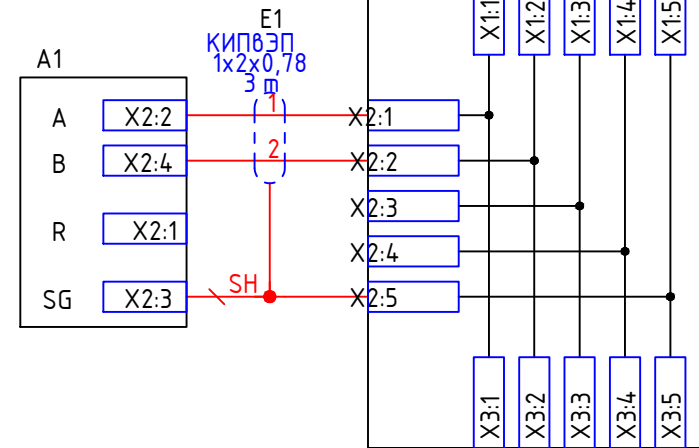 E1
КИПвЭП
1x2x0,78
3 m
A1
A X2:2
B X2:4
R X2:1
SG X2:3
1
2
SH
X2:1
X2:2
X2:3
X2:4
X2:5
X1:1
X1:2
X1:3
X1:4
X1:5
X3:1
X3:2
X3:3
X3:4
X3:5